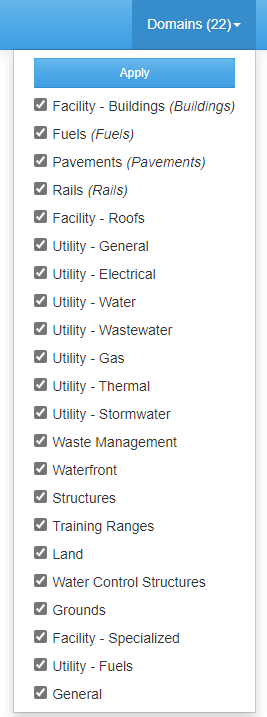 Domains (22)
Apply
Facility - Buildings (Buildings)
Fuels (Fuels)
Pavements (Pavements)
Rails (Rails)
Facility - Roofs
Utility - General
Utility - Electrical
Utility - Water
Utility - Wastewater
Utility - Gas
Utility - Thermal
Utility - Stormwater
Waste Management
Waterfront
Structures
Training Ranges
Land
Water Control Structures
Grounds
Facility - Specialized
Utility - Fuels
General